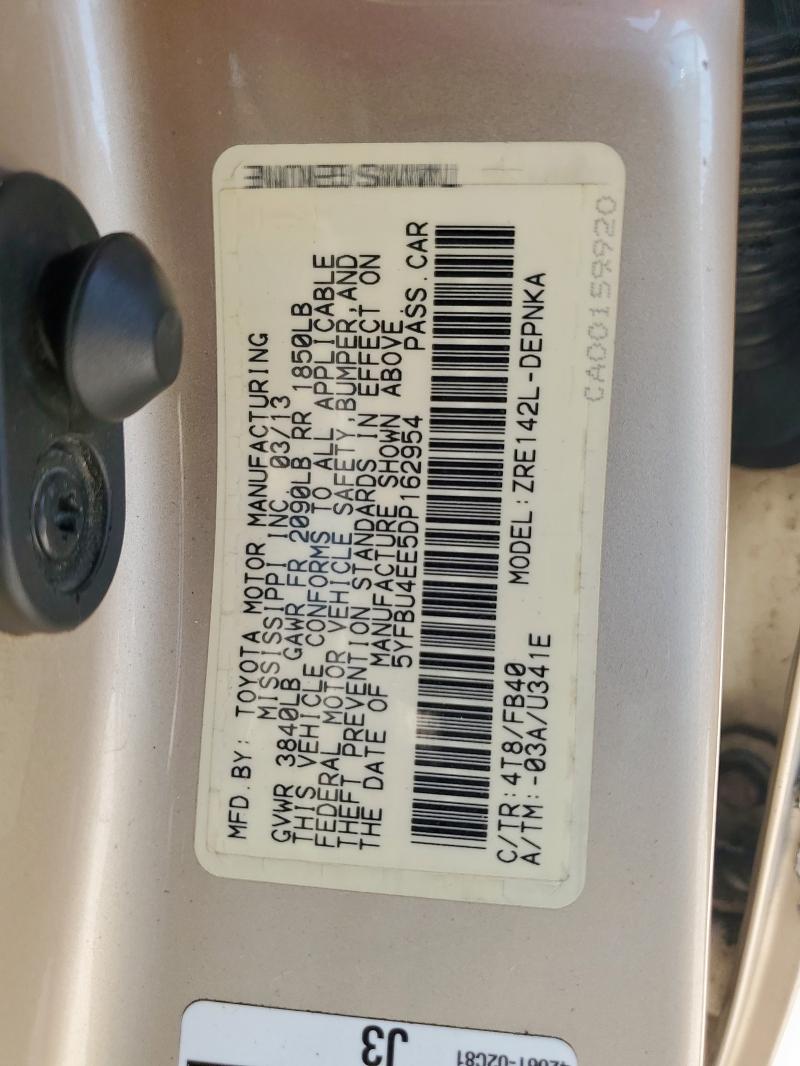 MFD.BY: TOYOTA MOTOR MANUFACTURING
MISSISSIPPI INC 03/13
GVWR 3840LB GAWR FR 2090LB RR 1850LB
THIS VEHICLE CONFORMS TO ALL APPLICABLE
FEDERAL MOTOR VEHICLE SAFETY,BUMPER,AND
THEFT PREVENTION STANDARDS IN EFFECT ON
THE DATE OF MANUFACTURE SHOWN ABOVE.
5YFBU4EE5DP162954 PASS.CAR
MODEL:ZRE142L-DEPNKA
C/TR:4T8/FB40
A/TM:-03A/U341E
CA00159920
J3